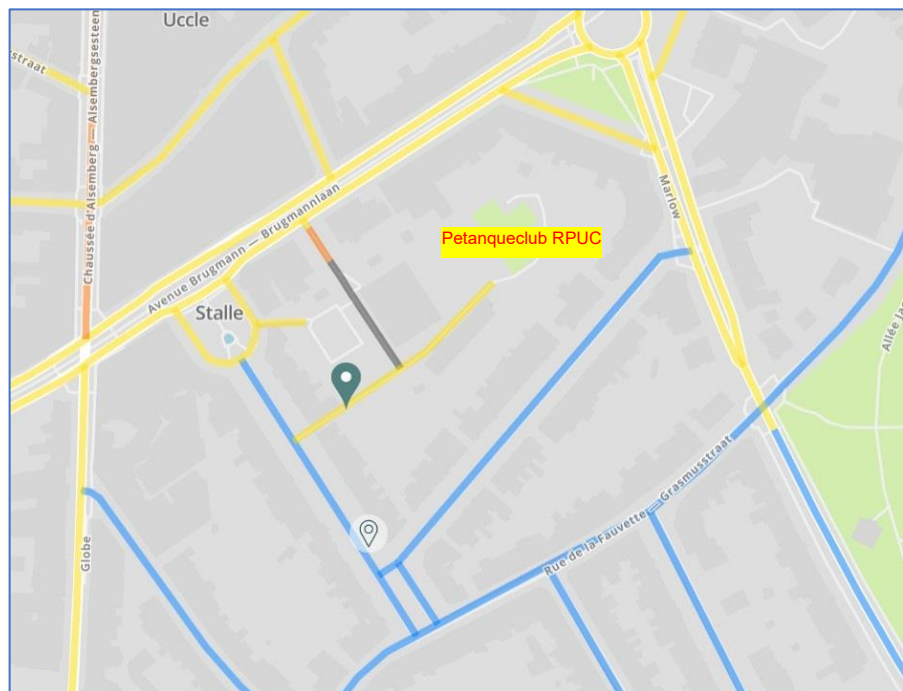 Uccle
straat
Chaussée d'Alsemberg — Alsembergsesteen
Avenue Brugmann — Brugmannlaan
Marlow
Petanqueclub RPUC
Stalle
Allée Ja
Rue de la Fauvette — Grasmusstraat
Globe